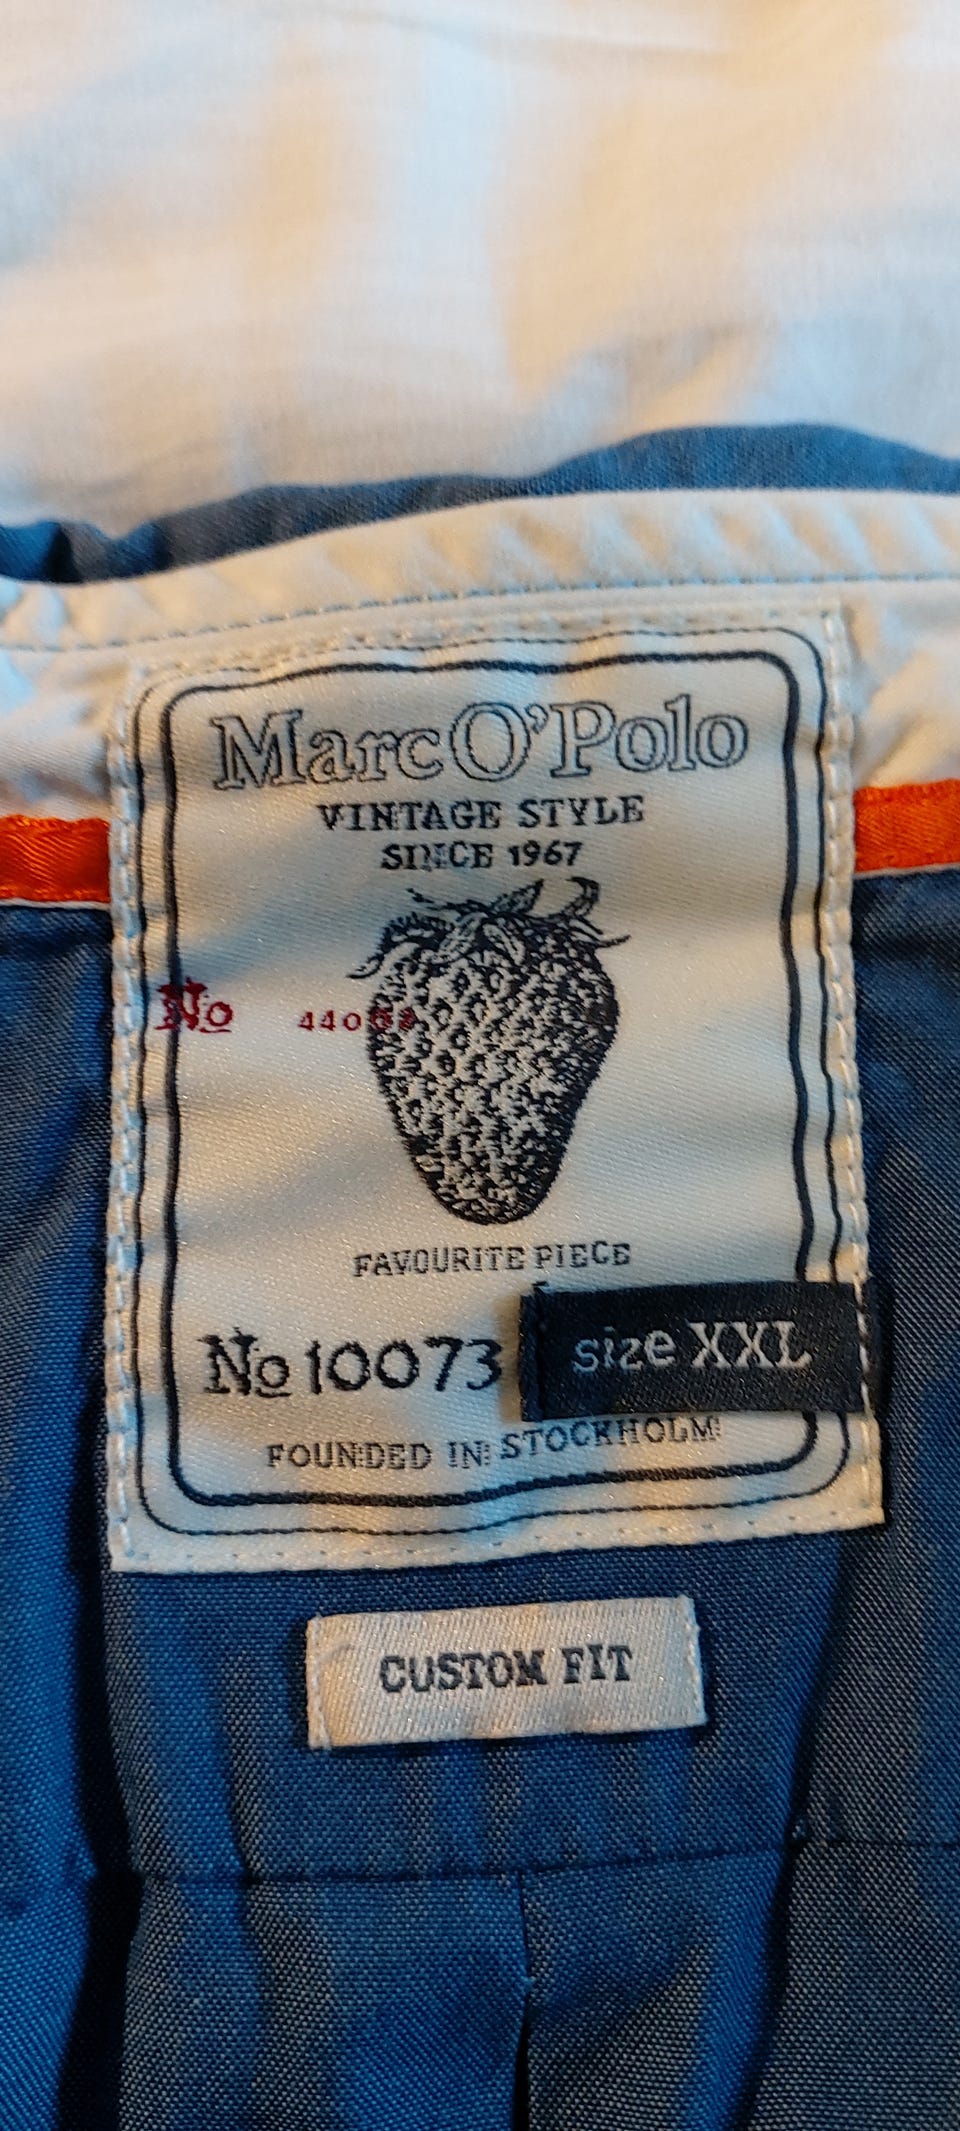 Marc O'Polo
VINTAGE STYLE
SINCE 1967
No
FAVOURITE PIECE
No 10073
size XXL
FOUNDED IN: STOCKHOLM
CUSTOM FIT